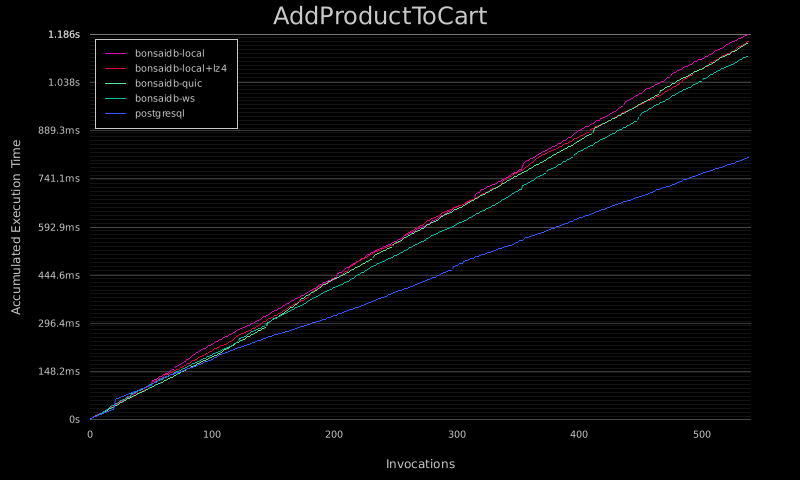 AddProductToCart
1.186s
bonsaidb-local
bonsaidb-local+lz4
bonsaidb-quic
bonsaidb-ws
postgresql
1.038s
889.3ms
741.1ms
592.9ms
444.6ms
296.4ms
148.2ms
0s
Accumulated Execution Time
0 100 200 300 400 500
Invocations